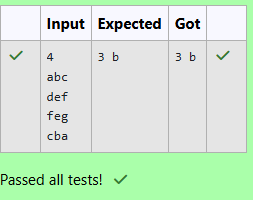 Input Expected Got
4 3 b 3 b
abc
def
feg
cba
Passed all tests!